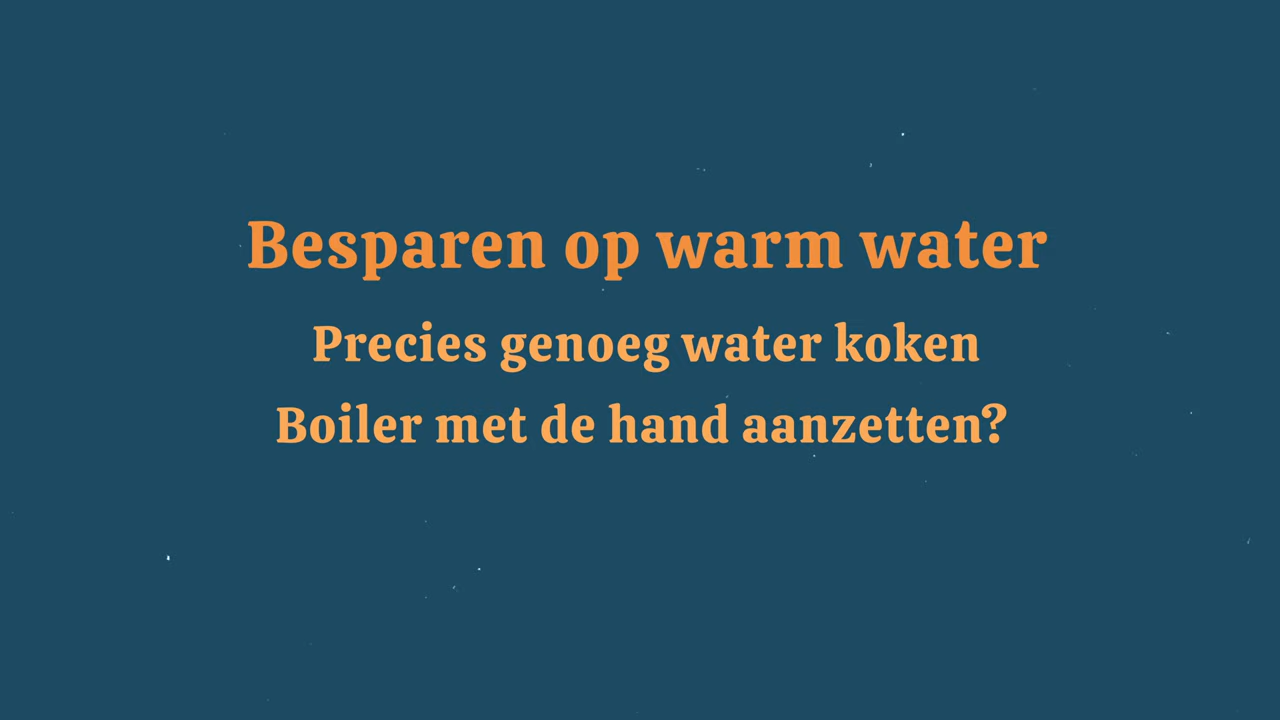 Besparen op warm water
Precies genoeg water koken
Boiler met de hand aanzetten?